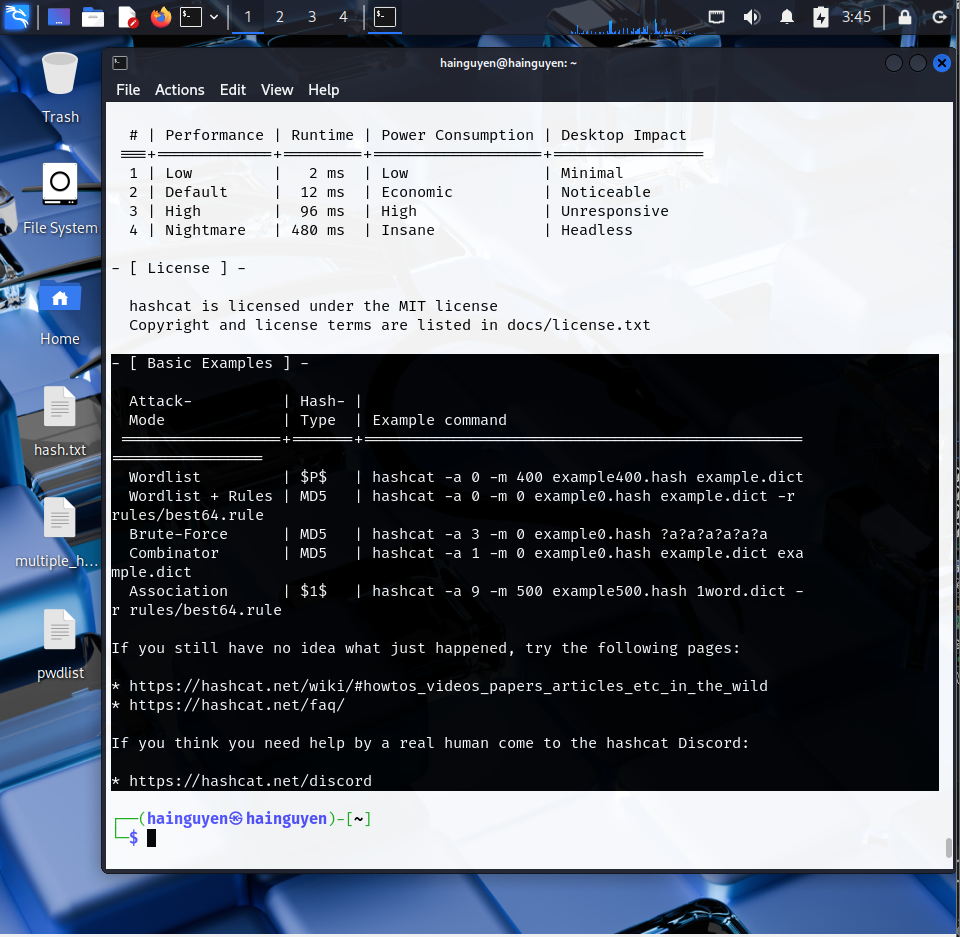 1 2 3 4 3:45
hainguyen@hainguyen: ~
File Actions Edit View Help
Trash
File System
Home
hash.txt
multiple_h...
pwdlist
# | Performance | Runtime | Power Consumption | Desktop Impact
===+=============+=========+===================+=================
1 | Low | 2 ms | Low | Minimal
2 | Default | 12 ms | Economic | Noticeable
3 | High | 96 ms | High | Unresponsive
4 | Nightmare | 480 ms | Insane | Headless
- [ License ] -
hashcat is licensed under the MIT license
Copyright and license terms are listed in docs/license.txt
- [ Basic Examples ] -
Attack- | Hash- |
Mode | Type | Example command
==================+=======+=================================================
=================
Wordlist | $P$ | hashcat -a 0 -m 400 example400.hash example.dict
Wordlist + Rules | MD5 | hashcat -a 0 -m 0 example0.hash example.dict -r
rules/best64.rule
Brute-Force | MD5 | hashcat -a 3 -m 0 example0.hash ?a?a?a?a?a?a
Combinator | MD5 | hashcat -a 1 -m 0 example0.hash example.dict exa
mple.dict
Association | $1$ | hashcat -a 9 -m 500 example500.hash 1word.dict -
r rules/best64.rule
If you still have no idea what just happened, try the following pages:
* https://hashcat.net/wiki/#howtos_videos_papers_articles_etc_in_the_wild
* https://hashcat.net/faq/
If you think you need help by a real human come to the hashcat Discord:
* https://hashcat.net/discord
┌──(hainguyen㉿hainguyen)-[~]
└─$